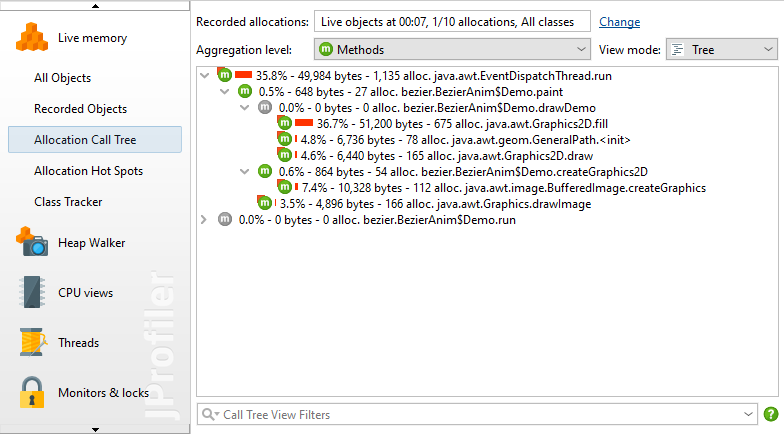 Live memory
All Objects
Recorded Objects
Allocation Call Tree
Allocation Hot Spots
Class Tracker
Heap Walker
CPU views
Threads
Monitors & locks
JProfiler
Recorded allocations: Live objects at 00:07, 1/10 allocations, All classes Change
Aggregation level: m Methods View mode: Tree
m 35.8% - 49,984 bytes - 1,135 alloc. java.awt.EventDispatchThread.run
m 0.5% - 648 bytes - 27 alloc. bezier.BezierAnim$Demo.paint
m 0.0% - 0 bytes - 0 alloc. bezier.BezierAnim$Demo.drawDemo
m 36.7% - 51,200 bytes - 675 alloc. java.awt.Graphics2D.fill
m 4.8% - 6,736 bytes - 78 alloc. java.awt.geom.GeneralPath.<init>
m 4.6% - 6,440 bytes - 165 alloc. java.awt.Graphics2D.draw
m 0.6% - 864 bytes - 54 alloc. bezier.BezierAnim$Demo.createGraphics2D
m 7.4% - 10,328 bytes - 112 alloc. java.awt.image.BufferedImage.createGraphics
m 3.5% - 4,896 bytes - 166 alloc. java.awt.Graphics.drawImage
m 0.0% - 0 bytes - 0 alloc. bezier.BezierAnim$Demo.run
Call Tree View Filters ?